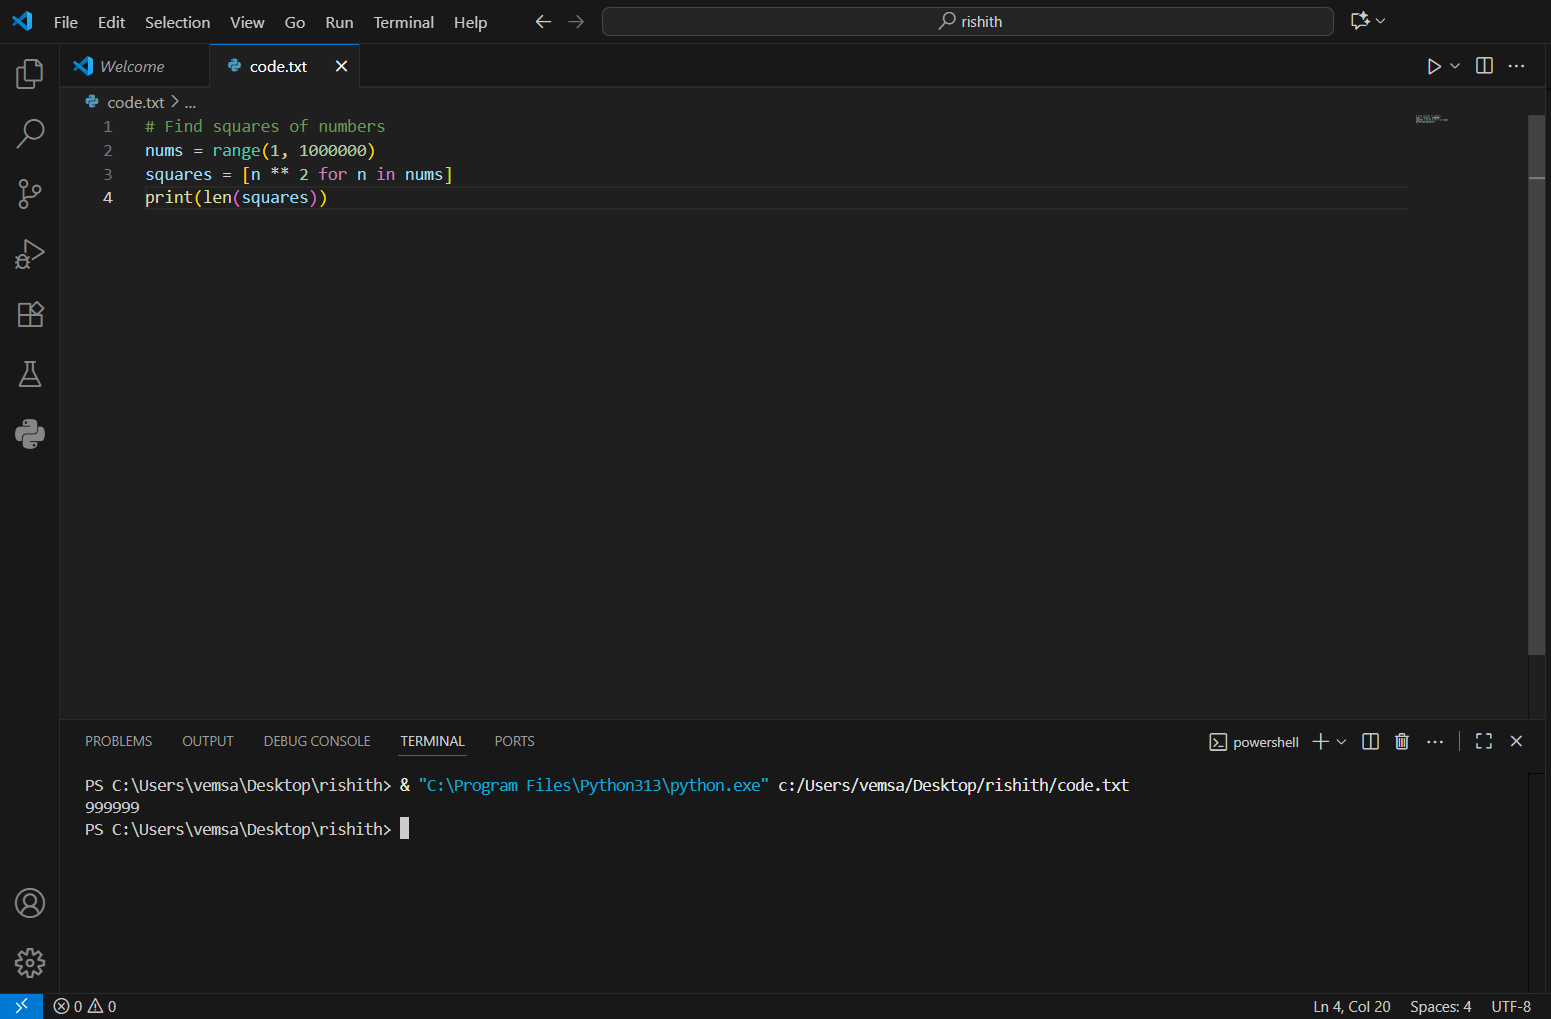 File Edit Selection View Go Run Terminal Help
rishith
Welcome
code.txt
code.txt > ...
1 # Find squares of numbers
2 nums = range(1, 1000000)
3 squares = [n ** 2 for n in nums]
4 print(len(squares))
PROBLEMS OUTPUT DEBUG CONSOLE TERMINAL PORTS
powershell
PS C:\Users\vemsa\Desktop\rishith> & "C:\Program Files\Python313\python.exe" c:/Users/vemsa/Desktop/rishith/code.txt
999999
PS C:\Users\vemsa\Desktop\rishith>
0 0
Ln 4, Col 20 Spaces: 4 UTF-8